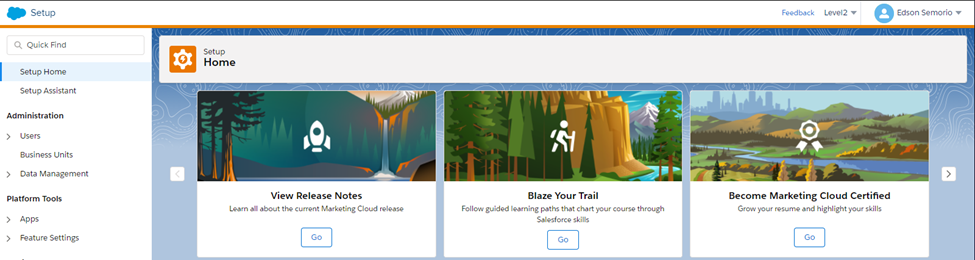 Setup
Feedback
Level2
Edson Semorio
Quick Find
Setup Home
Setup Assistant
Administration
Users
Business Units
Data Management
Platform Tools
Apps
Feature Settings
Setup
Home
View Release Notes
Learn all about the current Marketing Cloud release
Go
Blaze Your Trail
Follow guided learning paths that chart your course through
Salesforce skills
Go
Become Marketing Cloud Certified
Grow your resume and highlight your skills
Go